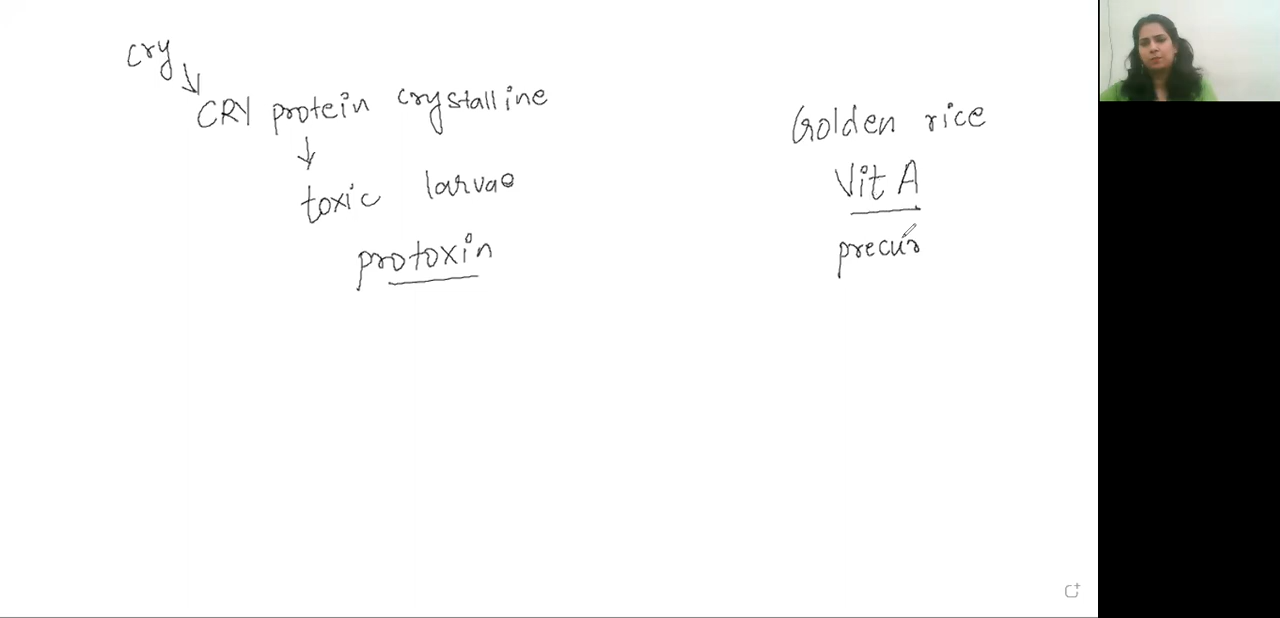 cry
CRY protein crystalline
toxic larvae
protoxin
Golden rice
Vit A
precur